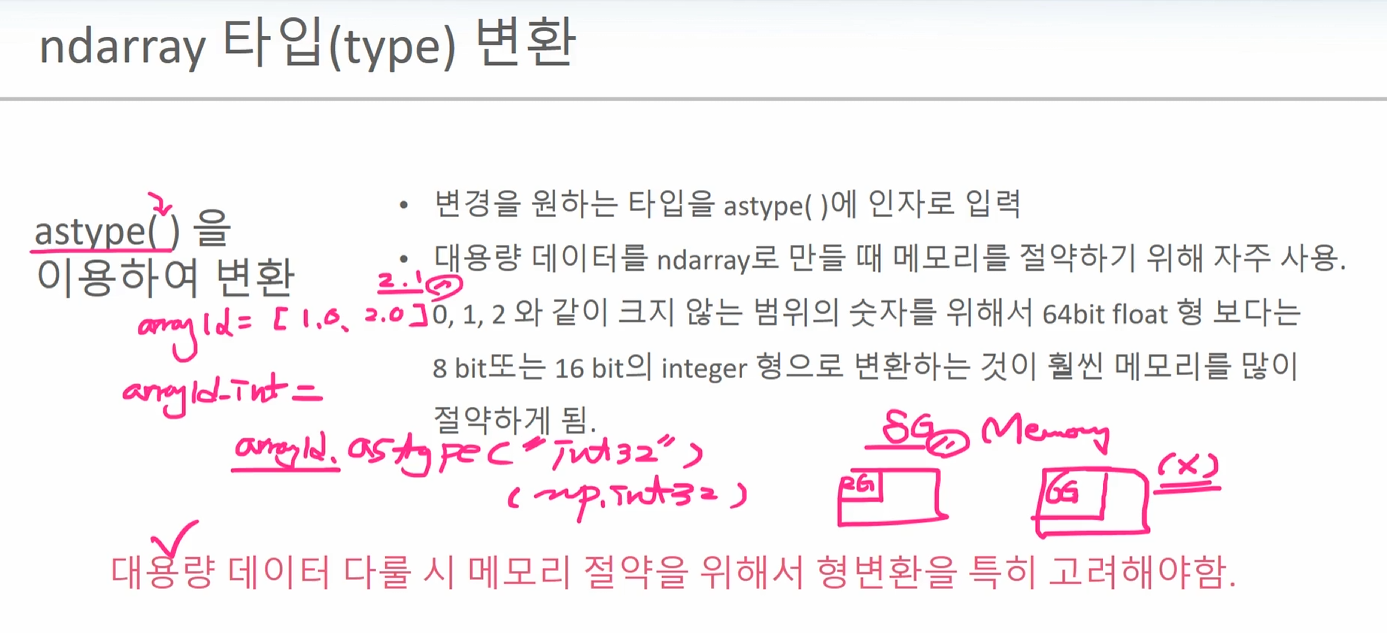 ndarray 타입(type) 변환
astype( ) 을
이용하여 변환
• 변경을 원하는 타입을 astype( )에 인자로 입력
• 대용량 데이터를 ndarray로 만들 때 메모리를 절약하기 위해 자주 사용.
0, 1, 2 와 같이 크지 않는 범위의 숫자를 위해서 64bit float 형 보다는
8 bit또는 16 bit의 integer 형으로 변환하는 것이 훨씬 메모리를 많이
절약하게 됨.
2.1
array1d = [ 1.0, 2.0 ]
array1d_int =
array1d. astype ( "int32" )
( np.int32 )
Memory
2G
6G
(X)
대용량 데이터 다룰 시 메모리 절약을 위해서 형변환을 특히 고려해야함.